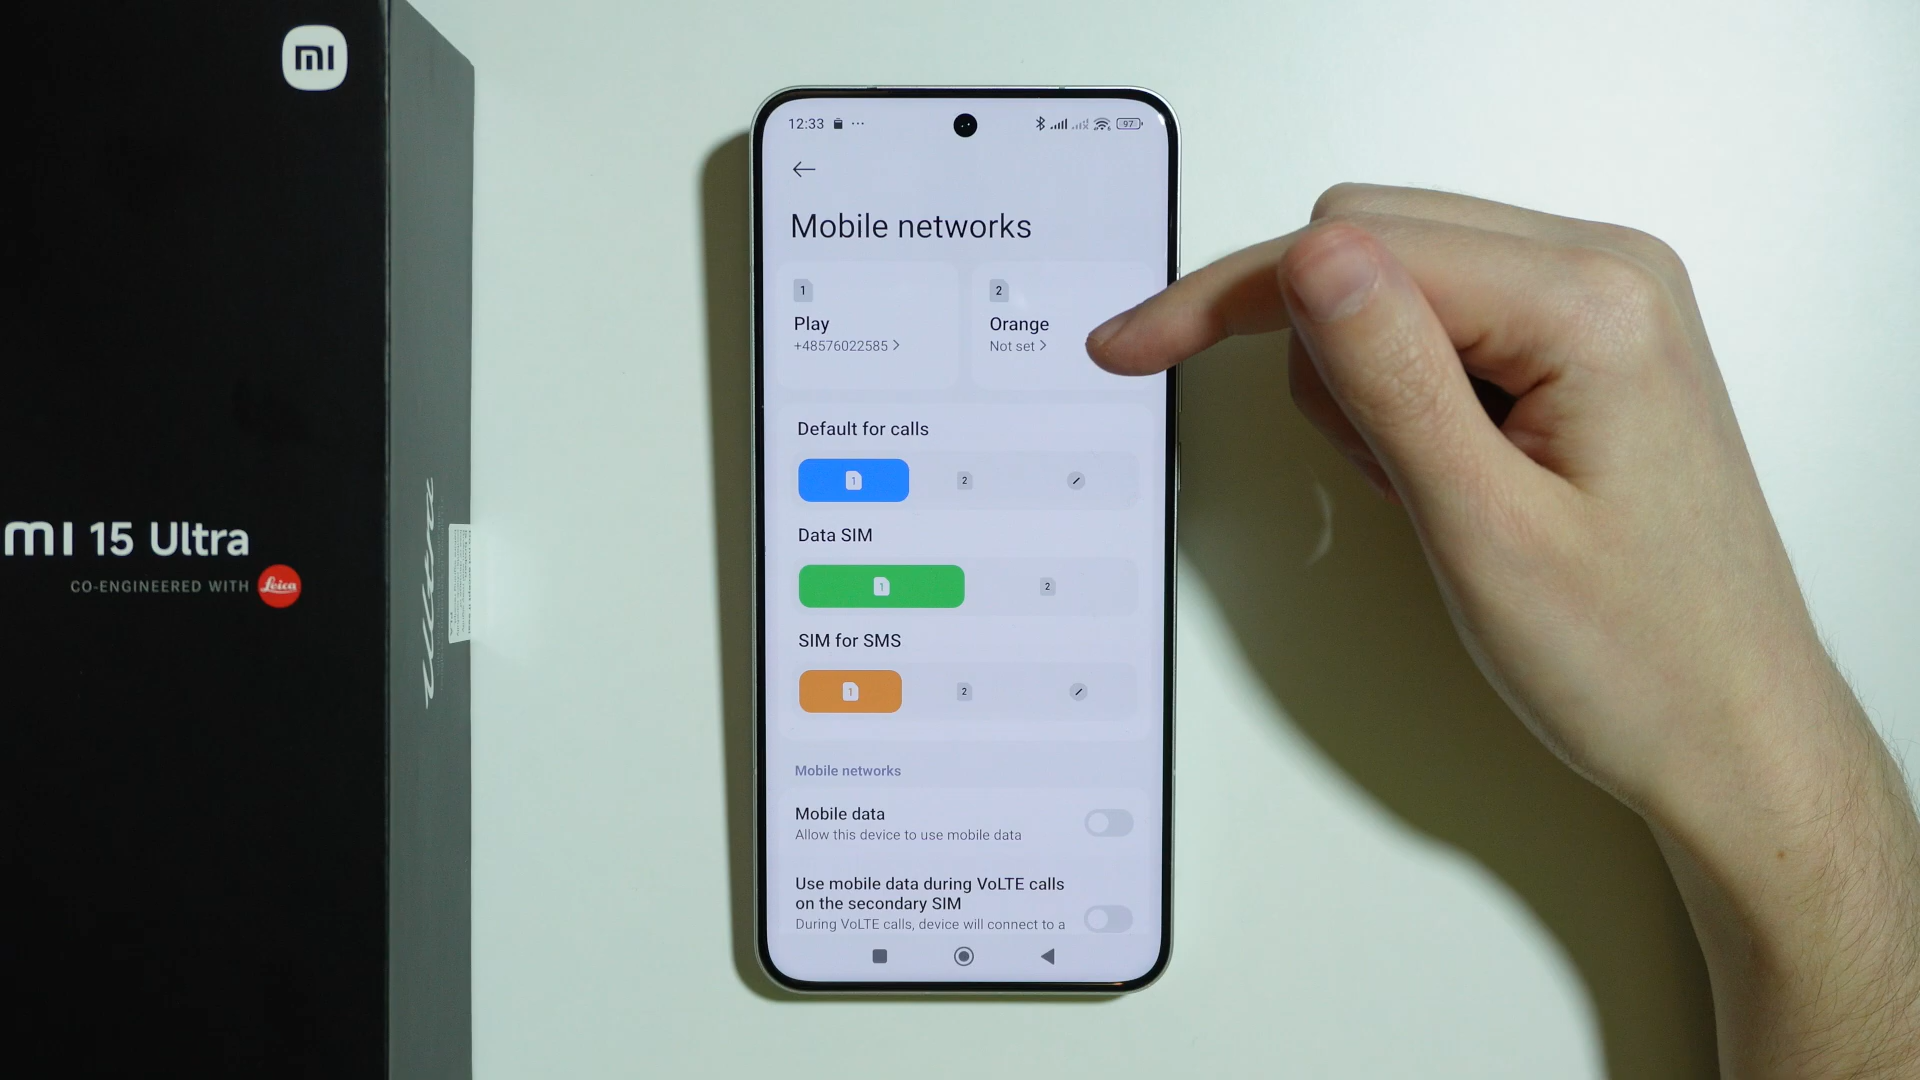 mi
mi 15 Ultra
CO-ENGINEERED WITH Leica
Ultra
12:33 ···
97
Mobile networks
1
2
Play
Orange
+48576022585 >
Not set >
Default for calls
1
2
Data SIM
1
2
SIM for SMS
1
2
Mobile networks
Mobile data
Allow this device to use mobile data
Use mobile data during VoLTE calls
on the secondary SIM
During VoLTE calls, device will connect to a